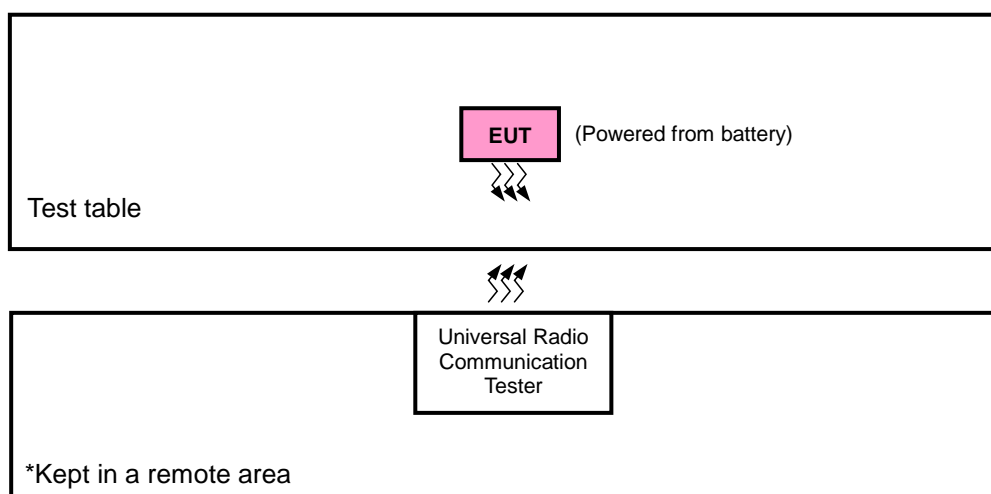 EUT
(Powered from battery)
Test table
Universal Radio
Communication
Tester
*Kept in a remote area